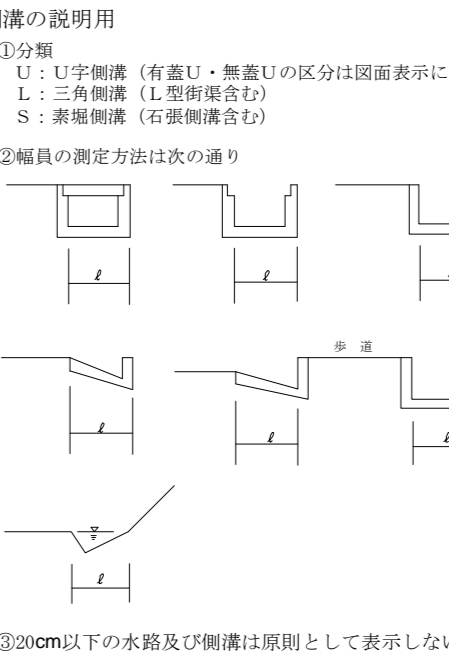 溝の説明用
①分類
U：U字側溝（有蓋U・無蓋Uの区分は図面表示に
L：三角側溝（L型街渠含む）
S：素堀側溝（石張側溝含む）
②幅員の測定方法は次の通り
ℓ
ℓ
歩　道
ℓ
ℓ
ℓ
ℓ
③20cm以下の水路及び側溝は原則として表示しない